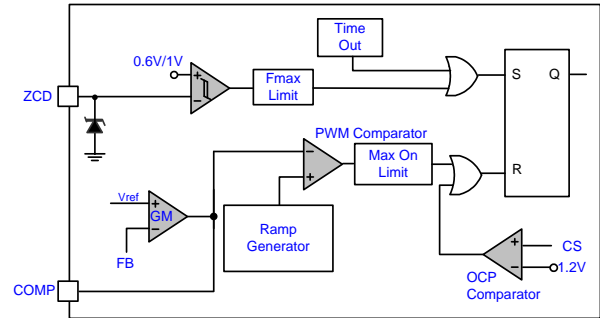 Time
Out
0.6V/1V
+
−
Fmax
Limit
S
Q
ZCD
PWM Comparator
−
+
Max On
Limit
R
Vref
+
GM
−
FB
Ramp
Generator
+
−
CS
1.2V
OCP
Comparator
COMP